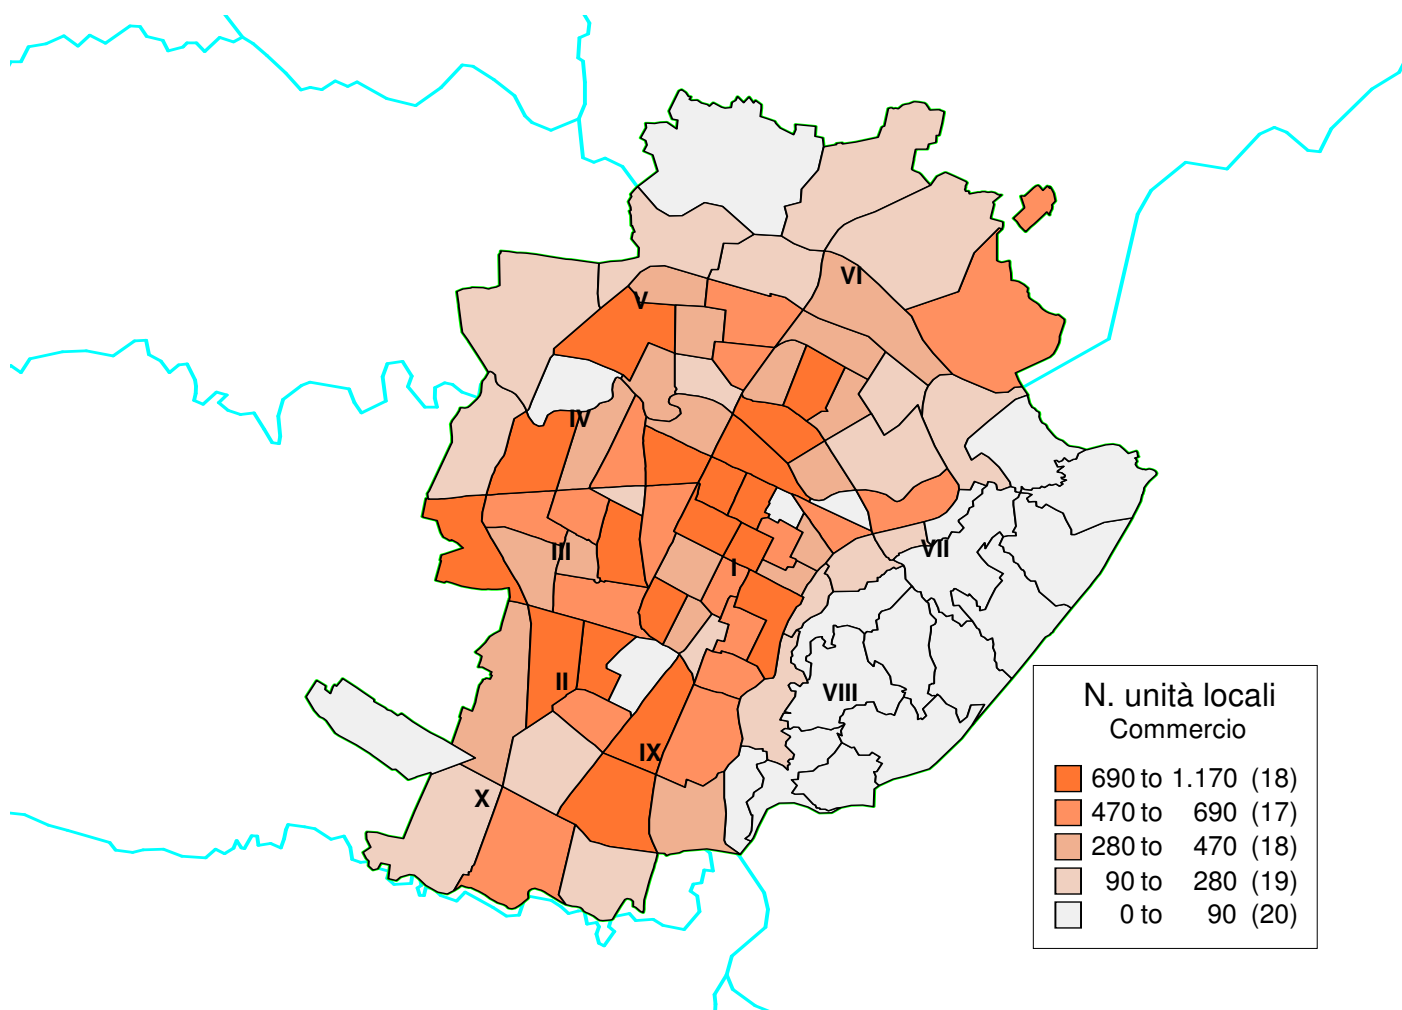 VI
V
IV
III
I
VII
II
VIII
IX
X
N. unità locali
Commercio
690 to 1.170 (18)
470 to 690 (17)
280 to 470 (18)
90 to 280 (19)
0 to 90 (20)